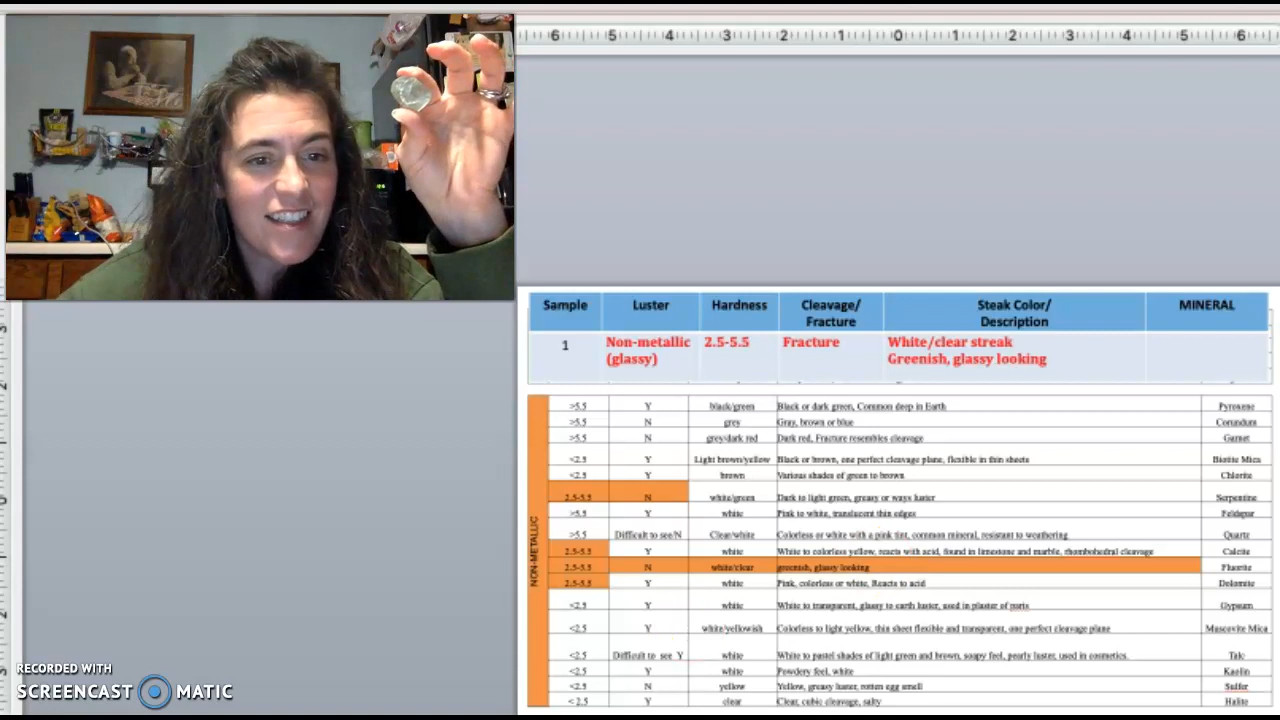 6 5 4 3 2 1 0 1 2 3 4 5 6
Sample Luster Hardness Cleavage/ Fracture Steak Color/ Description MINERAL
1 Non-metallic (glassy) 2.5-5.5 Fracture White/clear streak Greenish, glassy looking
NON-METALLIC
>5.5 Y black/green Black or dark green, Common deep in Earth Pyroxene
>5.5 N grey Gray, brown or blue Corundum
>5.5 N grey/dark red Dark red, Fracture resembles cleavage Garnet
<2.5 Y Light brown/yellow Black or brown, one perfect cleavage plane, flexible in thin sheets Biotite Mica
<2.5 Y brown Various shades of green to brown Chlorite
2.5-5.5 N white/green Dark to light green, greasy or waxy luster Serpentine
>5.5 Y white Pink to white, translucent thin edges Feldspar
>5.5 Difficult to see/N Clear/white Colorless or white with a pink tint, common mineral, resistant to weathering Quartz
2.5-5.5 Y white White to colorless yellow, reacts with acid, found in limestone and marble, rhombohedral cleavage Calcite
2.5-5.5 N white/clear greenish, glassy looking Fluorite
2.5-5.5 Y white Pink, colorless or white, Reacts to acid Dolomite
<2.5 Y white White to transparent, glassy to earth luster, used in plaster of paris Gypsum
<2.5 Y white/yellowish Colorless to light yellow, thin sheet flexible and transparent, one perfect cleavage plane Muscovite Mica
<2.5 Difficult to see Y white White to pastel shades of light green and brown, soapy feel, pearly luster, used in cosmetics. Talc
<2.5 Y white Powdery feel, white Kaolin
<2.5 N yellow Yellow, greasy luster, rotten egg smell Sulfer
< 2.5 Y clear Clear, cubic cleavage, salty Halite
RECORDED WITH
SCREENCAST MATIC